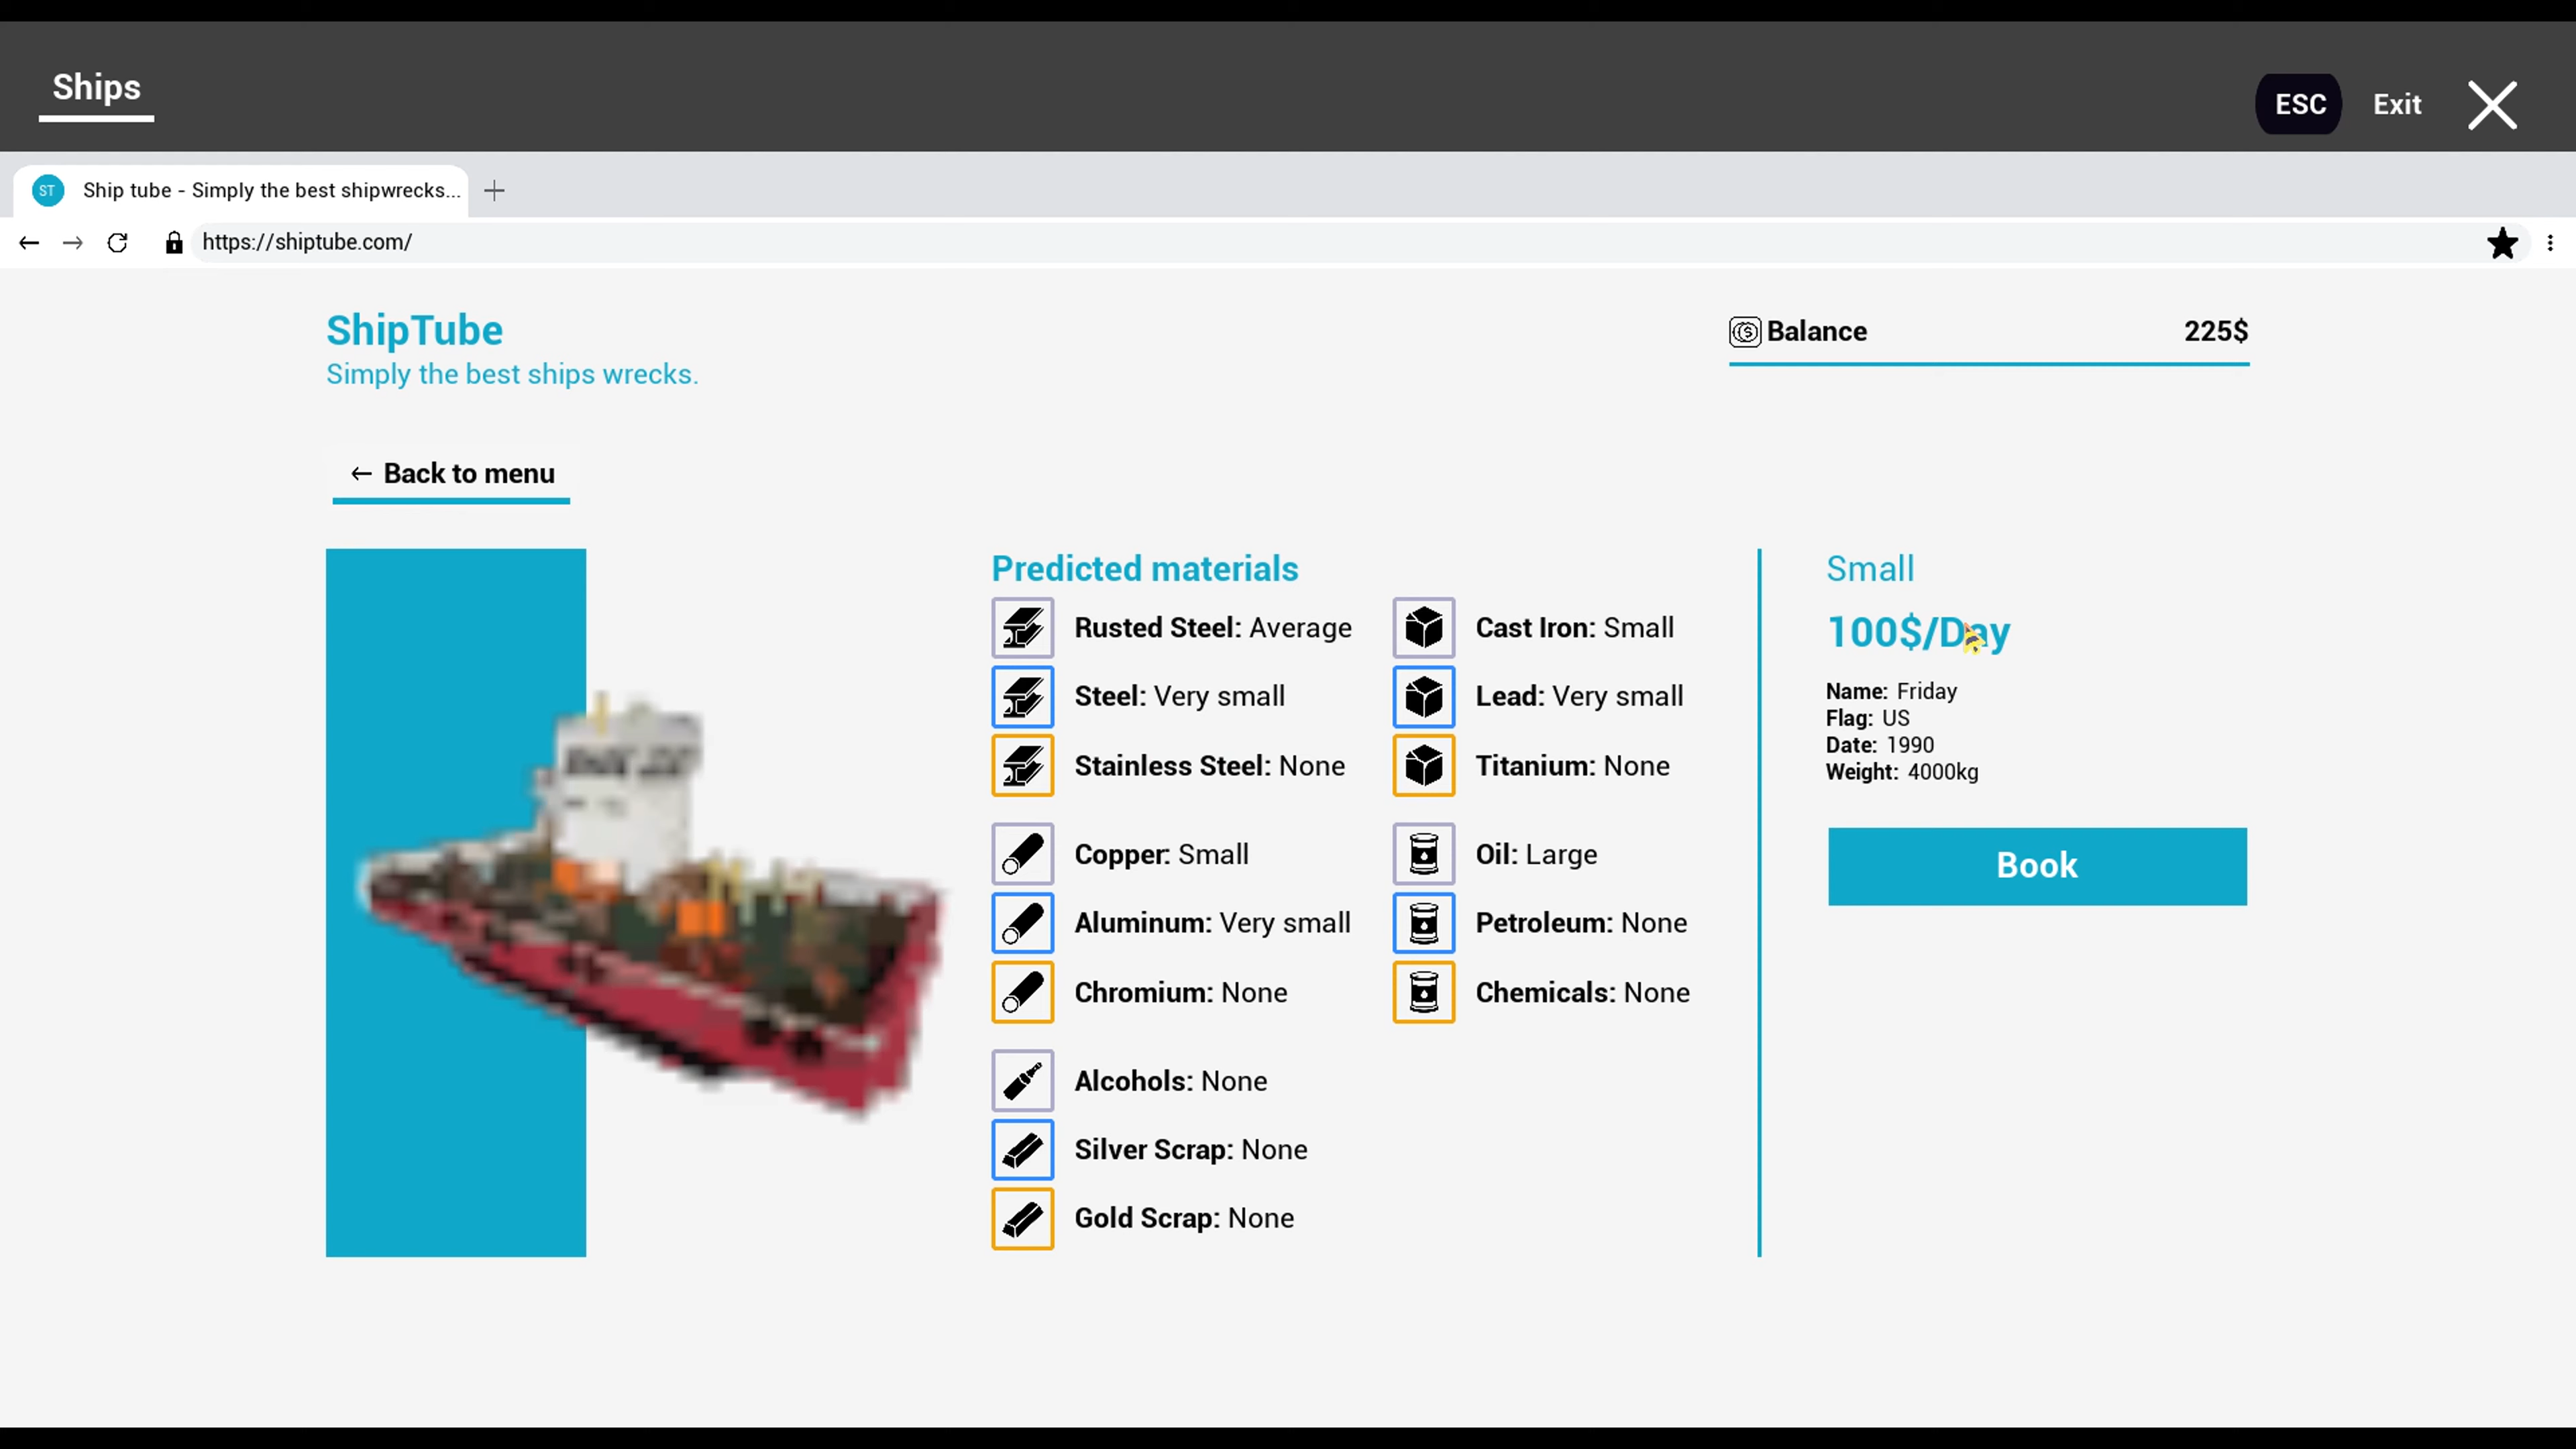 Ships
ESC Exit
ST Ship tube - Simply the best shipwrecks...
https://shiptube.com/
ShipTube
Simply the best ships wrecks.
Balance 225$
← Back to menu
Predicted materials
Rusted Steel: Average
Steel: Very small
Stainless Steel: None
Copper: Small
Aluminum: Very small
Chromium: None
Alcohols: None
Silver Scrap: None
Gold Scrap: None
Cast Iron: Small
Lead: Very small
Titanium: None
Oil: Large
Petroleum: None
Chemicals: None
Small
100$/Day
Name: Friday
Flag: US
Date: 1990
Weight: 4000kg
Book